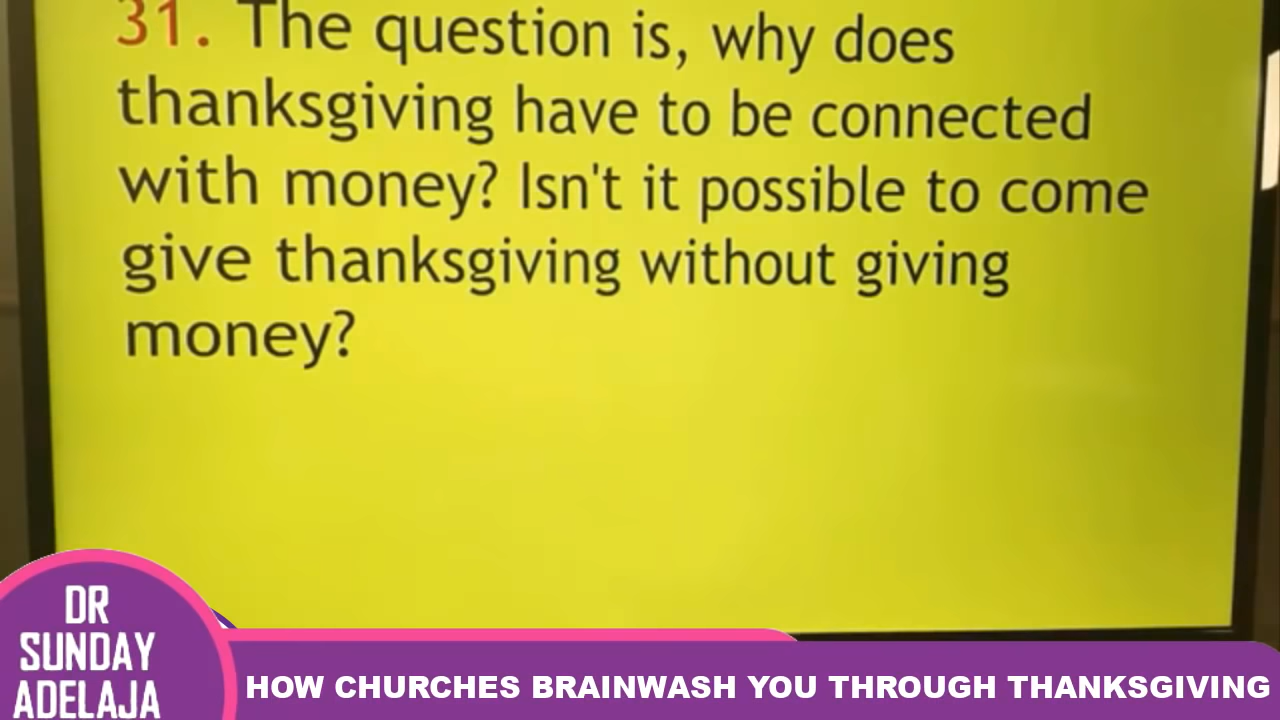 31. The question is, why does
thanksgiving have to be connected
with money? Isn't it possible to come
give thanksgiving without giving
money?
DR
SUNDAY
ADELAJA
HOW CHURCHES BRAINWASH YOU THROUGH THANKSGIVING